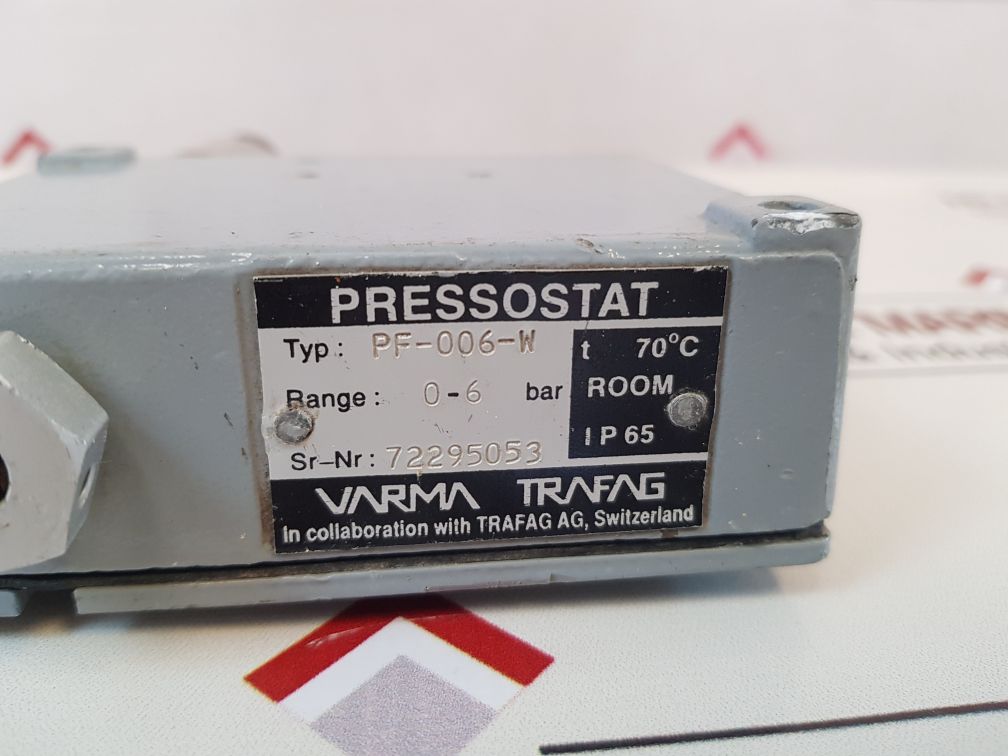 PRESSOSTAT
Typ: PF-006-W
Range: 0-6 bar
Sr-Nr: 72295053
t 70°C
ROOM
IP 65
VARMA TRAFAG
In collaboration with TRAFAG AG, Switzerland